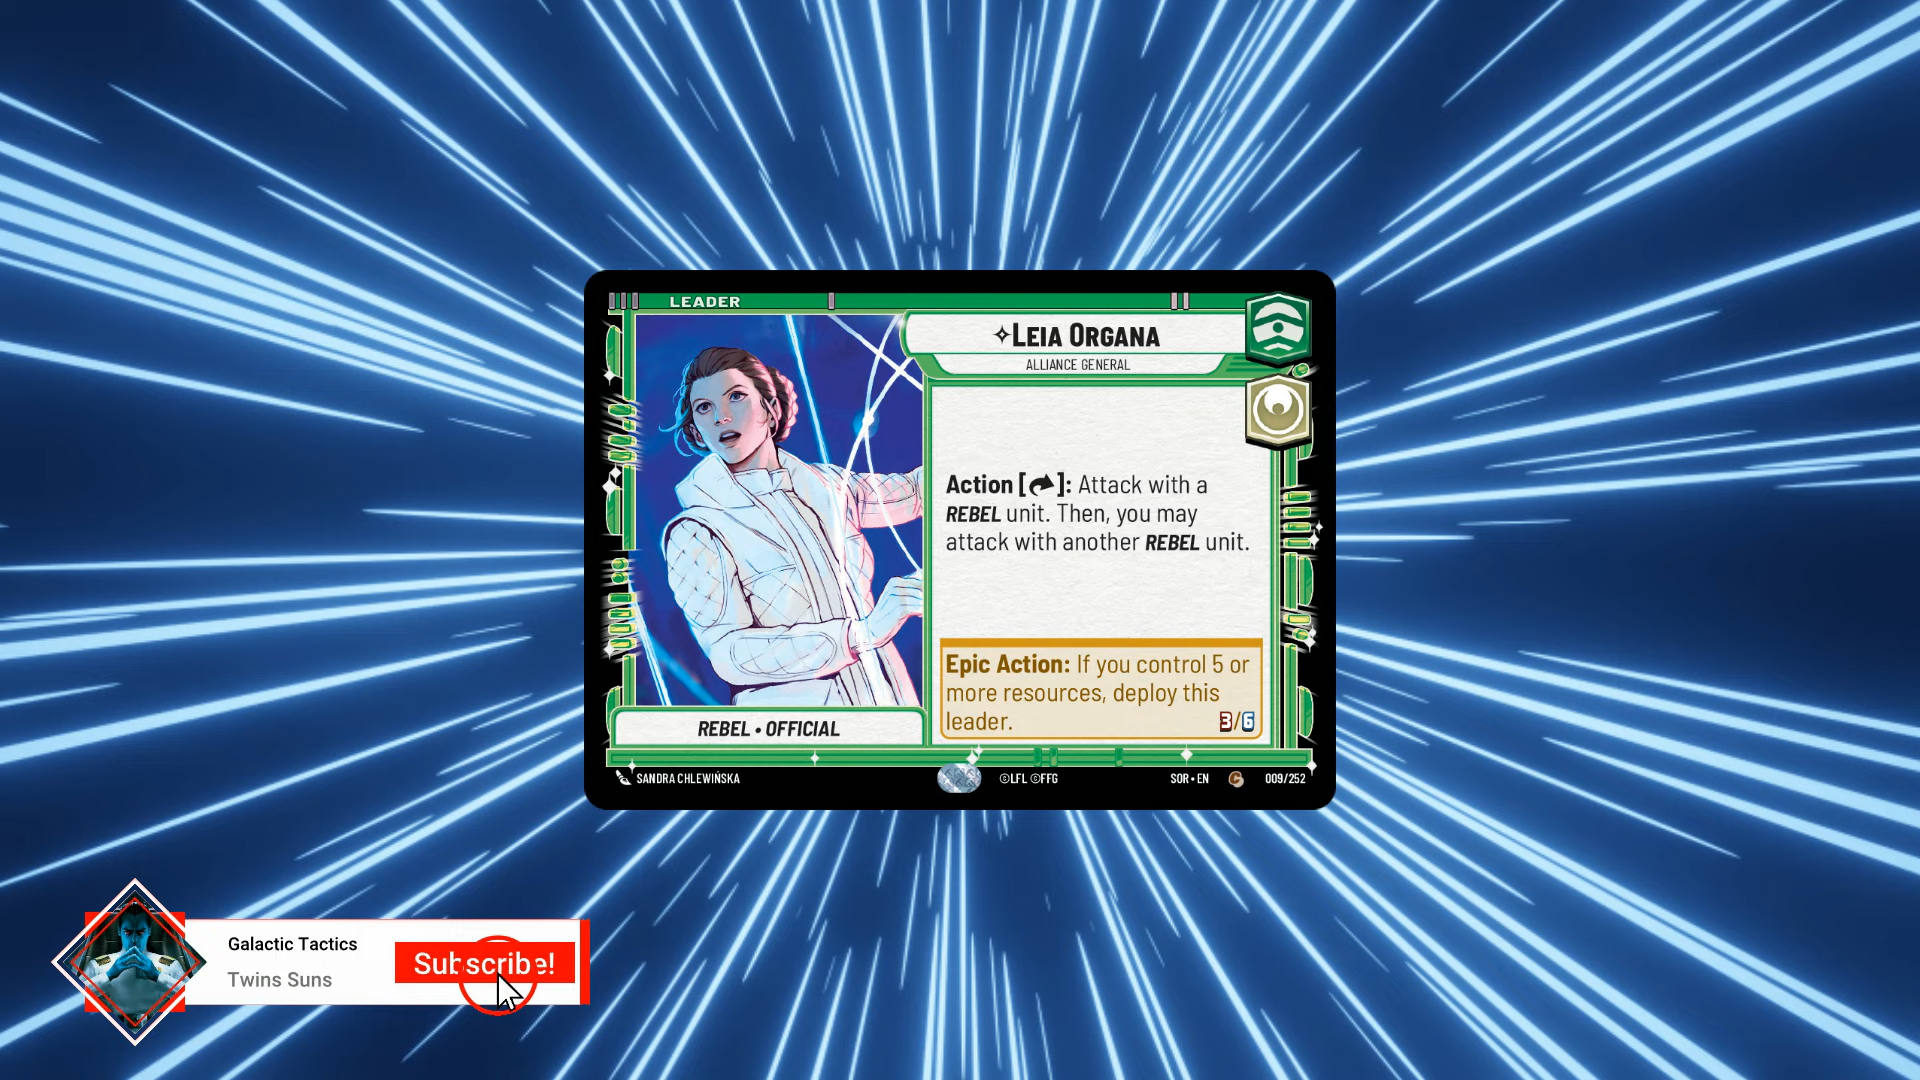 LEADER
LEIA ORGANA
ALLIANCE GENERAL
Action [ ]: Attack with a
REBEL unit. Then, you may
attack with another REBEL unit.
Epic Action: If you control 5 or
more resources, deploy this
leader.
3/6
REBEL • OFFICIAL
SANDRA CHLEWIŃSKA
©LFL ©FFG
SOR • EN
C
009/252
Galactic Tactics
Twins Suns
Subscribe!